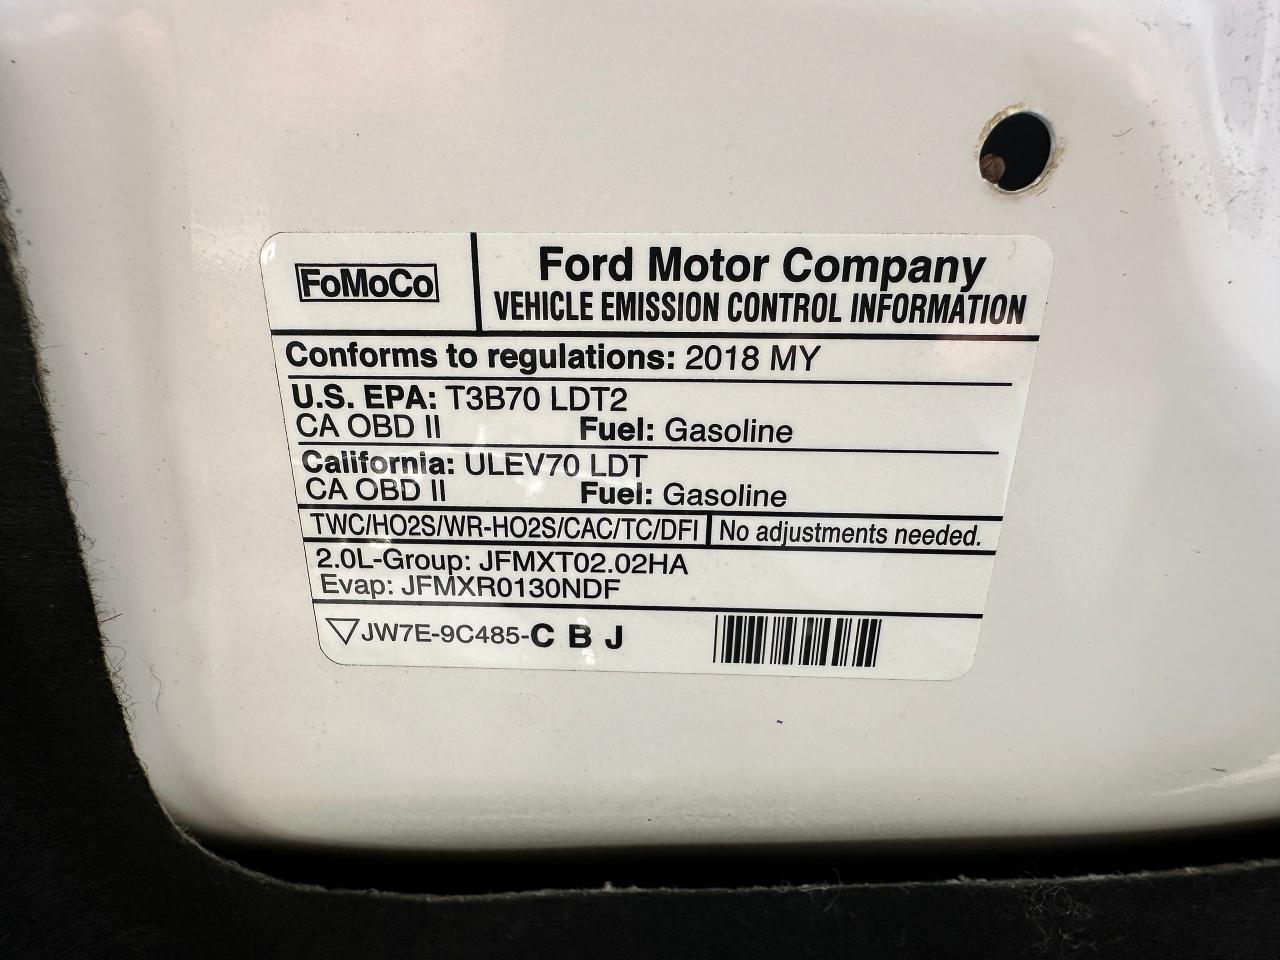 FoMoCo
Ford Motor Company
VEHICLE EMISSION CONTROL INFORMATION
Conforms to regulations: 2018 MY
U.S. EPA: T3B70 LDT2
CA OBD II Fuel: Gasoline
California: ULEV70 LDT
CA OBD II Fuel: Gasoline
TWC/HO2S/WR-HO2S/CAC/TC/DFI No adjustments needed.
2.0L-Group: JFMXT02.02HA
Evap: JFMXR0130NDF
▽JW7E-9C485-C B J